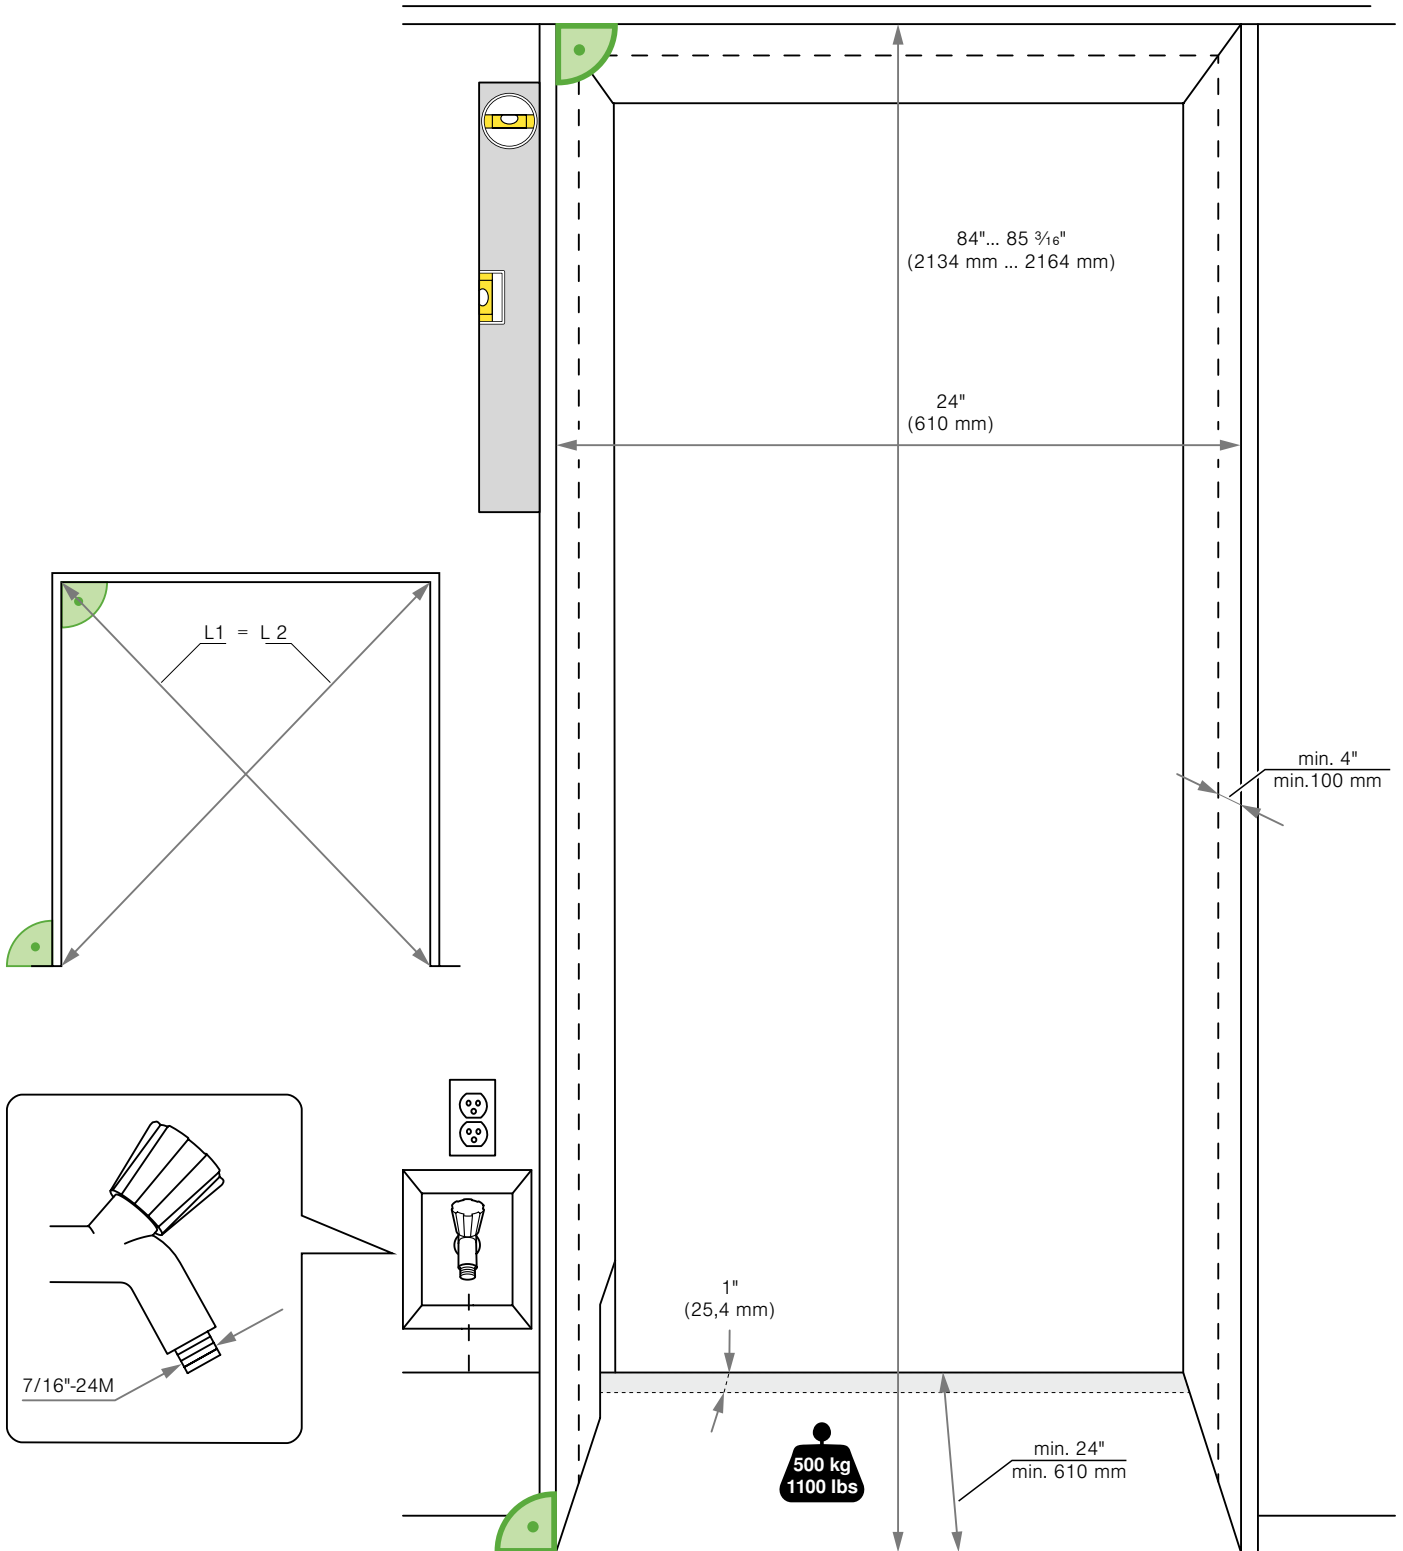 84"... 85 ³⁄₁₆"
(2134 mm ... 2164 mm)
24"
(610 mm)
L1 = L 2
min. 4"
min.100 mm
1"
(25,4 mm)
7/16"-24M
min. 24"
min. 610 mm
500 kg
1100 lbs